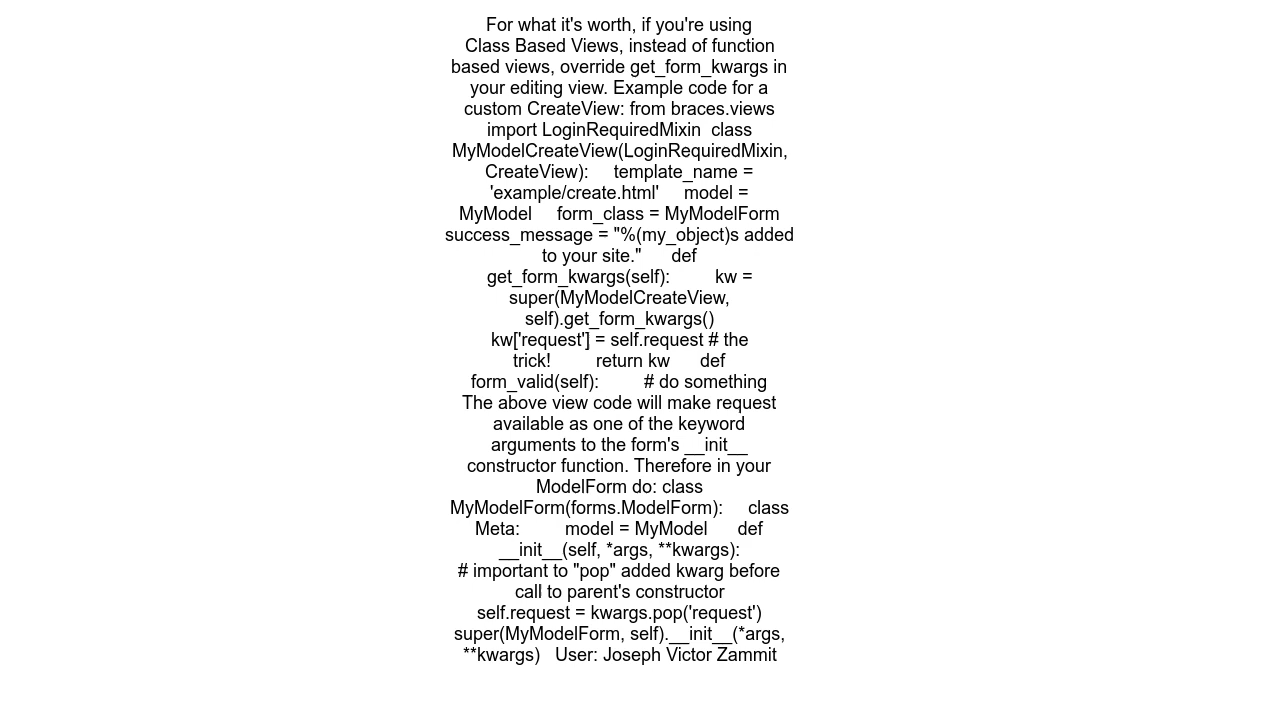 For what it's worth, if you're using
Class Based Views, instead of function
based views, override get_form_kwargs in
your editing view. Example code for a
custom CreateView: from braces.views
import LoginRequiredMixin  class
MyModelCreateView(LoginRequiredMixin,
CreateView):     template_name =
'example/create.html'     model =
MyModel     form_class = MyModelForm
success_message = "%(my_object)s added
to your site."      def
get_form_kwargs(self):         kw =
super(MyModelCreateView,
self).get_form_kwargs()
kw['request'] = self.request # the
trick!         return kw      def
form_valid(self):         # do something
The above view code will make request
available as one of the keyword
arguments to the form's __init__
constructor function. Therefore in your
ModelForm do: class
MyModelForm(forms.ModelForm):     class
Meta:         model = MyModel      def
__init__(self, *args, **kwargs):
# important to "pop" added kwarg before
call to parent's constructor
self.request = kwargs.pop('request')
super(MyModelForm, self).__init__(*args,
**kwargs)   User: Joseph Victor Zammit